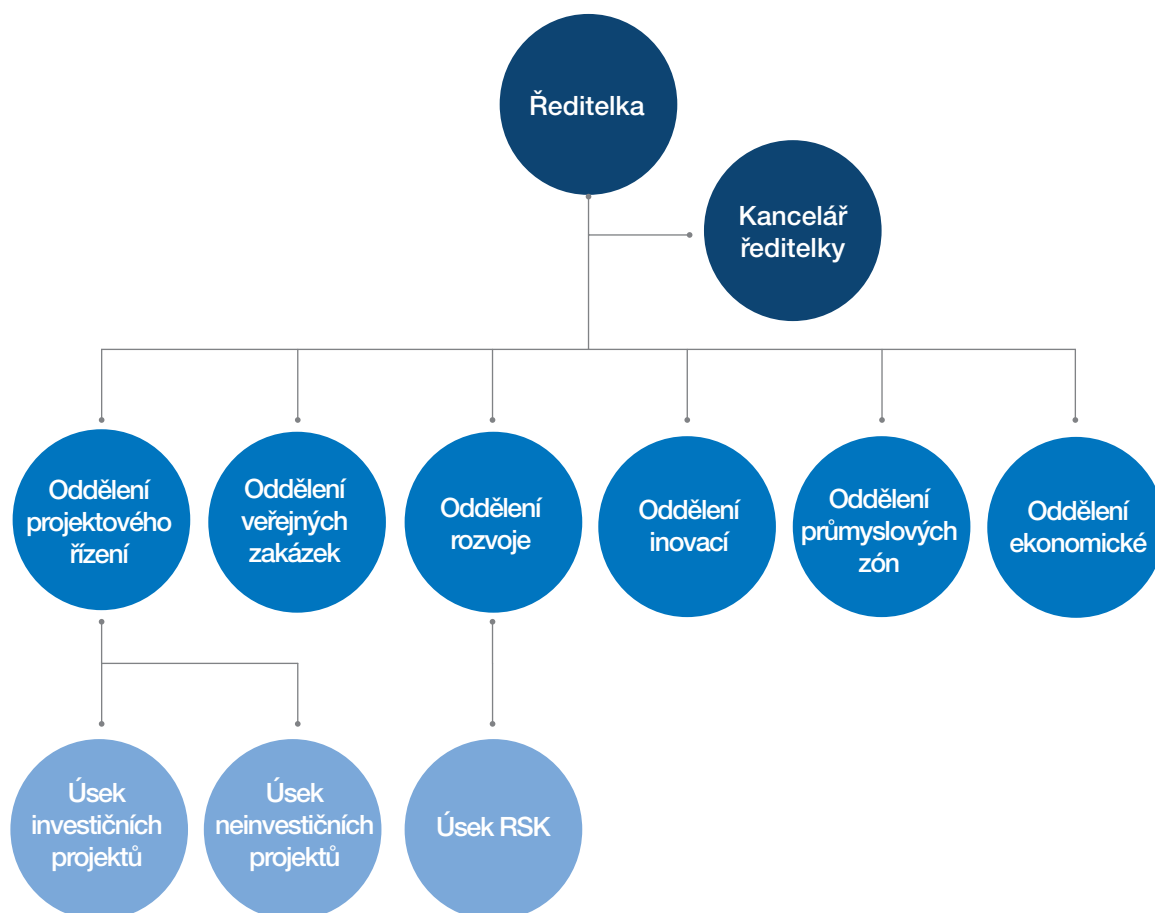 Ředitelka
Kancelář
ředitelky
Oddělení
projektového
řízení
Oddělení
veřejných
zakázek
Oddělení
rozvoje
Oddělení
inovací
Oddělení
průmyslových
zón
Oddělení
ekonomické
Úsek
investičních
projektů
Úsek
neinvestičních
projektů
Úsek RSK